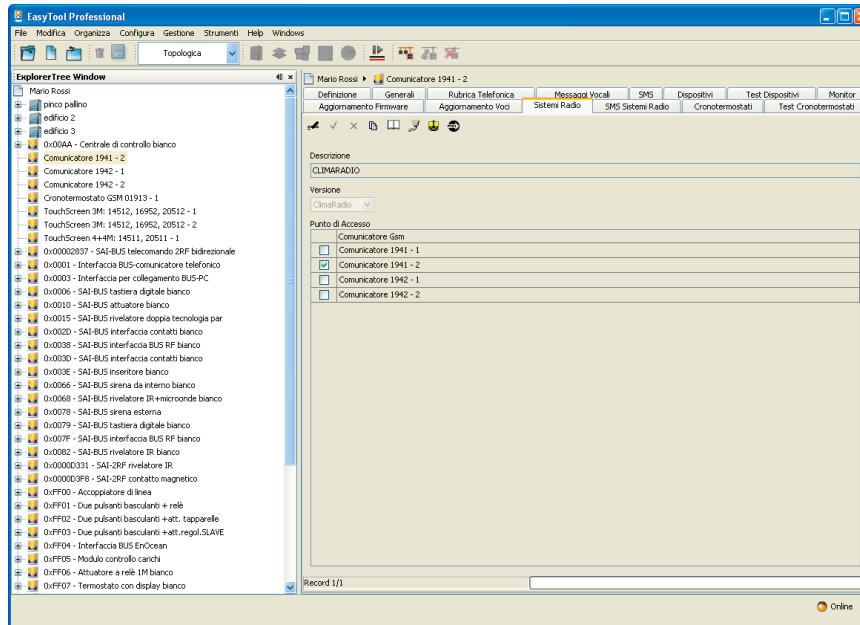 EasyTool Professional
File Modifica Organizza Configura Gestione Strumenti Help Windows
Topologica
ExplorerTree Window
Mario Rossi
pinco pallino
edificio 2
edificio 3
0x00AA - Centrale di controllo bianco
Comunicatore 1941 - 2
Comunicatore 1942 - 1
Comunicatore 1942 - 2
Cronotermostato GSM 01913 - 1
TouchScreen 3M: 14512, 16952, 20512 - 1
TouchScreen 3M: 14512, 16952, 20512 - 2
TouchScreen 4+4M: 14511, 20511 - 1
0x00002837 - SAI-BUS telecomando 2RF bidirezionale
0x0001 - Interfaccia BUS-comunicatore telefonico
0x0003 - Interfaccia per collegamento BUS-PC
0x0006 - SAI-BUS tastiera digitale bianco
0x0010 - SAI-BUS attuatore bianco
0x0015 - SAI-BUS rivelatore doppia tecnologia par
0x002D - SAI-BUS interfaccia contatti bianco
0x0038 - SAI-BUS interfaccia BUS RF bianco
0x003D - SAI-BUS interfaccia contatti bianco
0x003E - SAI-BUS inseritore bianco
0x0066 - SAI-BUS sirena da interno bianco
0x0068 - SAI-BUS rivelatore IR+microonde bianco
0x0078 - SAI-BUS sirena esterna
0x0079 - SAI-BUS tastiera digitale bianco
0x007F - SAI-BUS interfaccia BUS RF bianco
0x0082 - SAI-BUS rivelatore IR bianco
0x0000D331 - SAI-2RF rivelatore IR
0x0000D3F8 - SAI-2RF contatto magnetico
0xFF00 - Accoppiatore di linea
0xFF01 - Due pulsanti basculanti + relè
0xFF02 - Due pulsanti basculanti +att. tapparelle
0xFF03 - Due pulsanti basculanti +att.regol.SLAVE
0xFF04 - Interfaccia BUS EnOcean
0xFF05 - Modulo controllo carichi
0xFF06 - Attuatore a relè 1M bianco
0xFF07 - Termostato con display bianco
Mario Rossi Comunicatore 1941 - 2
Definizione Generali Rubrica Telefonica Messaggi Vocali SMS Dispositivi Test Dispositivi Monitor
Aggiornamento Firmware Aggiornamento Voci Sistemi Radio SMS Sistemi Radio Cronotermostati Test Cronotermostati
Descrizione
CLIMARADIO
Versione
ClimaRadio
Punto di Accesso
Comunicatore Gsm
Comunicatore 1941 - 1
Comunicatore 1941 - 2
Comunicatore 1942 - 1
Comunicatore 1942 - 2
Record 1/1
Online